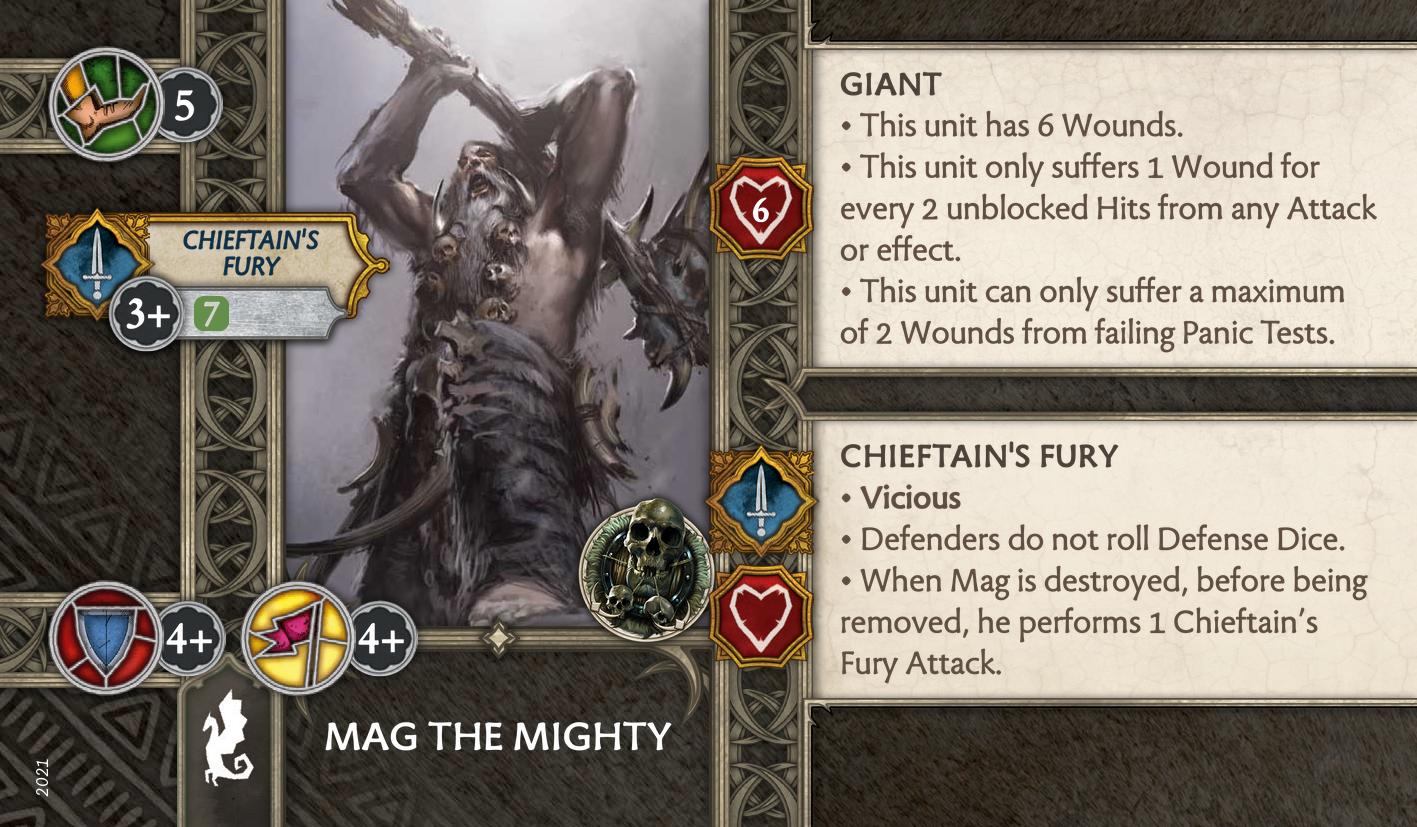 5
CHIEFTAIN'S
FURY
3+
7
4+
4+
MAG THE MIGHTY
2021
6
GIANT
• This unit has 6 Wounds.
• This unit only suffers 1 Wound for
every 2 unblocked Hits from any Attack
or effect.
• This unit can only suffer a maximum
of 2 Wounds from failing Panic Tests.
CHIEFTAIN'S FURY
• Vicious
• Defenders do not roll Defense Dice.
• When Mag is destroyed, before being
removed, he performs 1 Chieftain’s
Fury Attack.